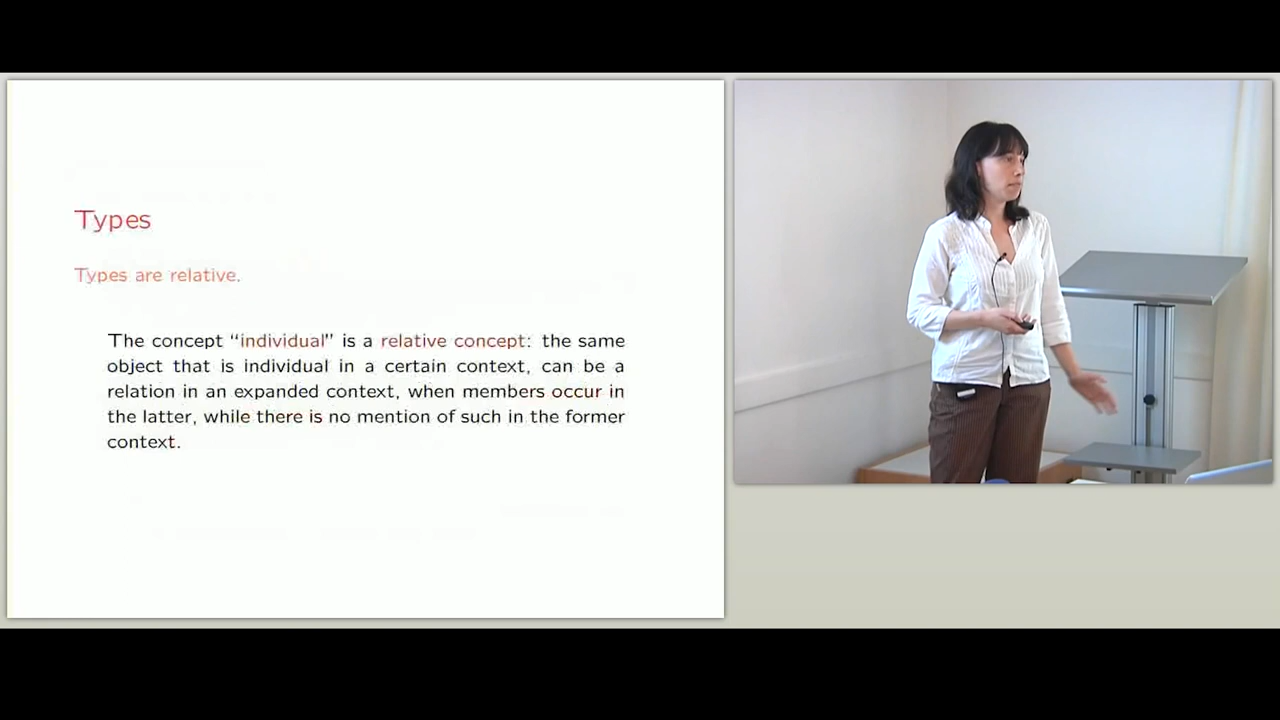 Types
Types are relative.
The concept “individual” is a relative concept: the same
object that is individual in a certain context, can be a
relation in an expanded context, when members occur in
the latter, while there is no mention of such in the former
context.